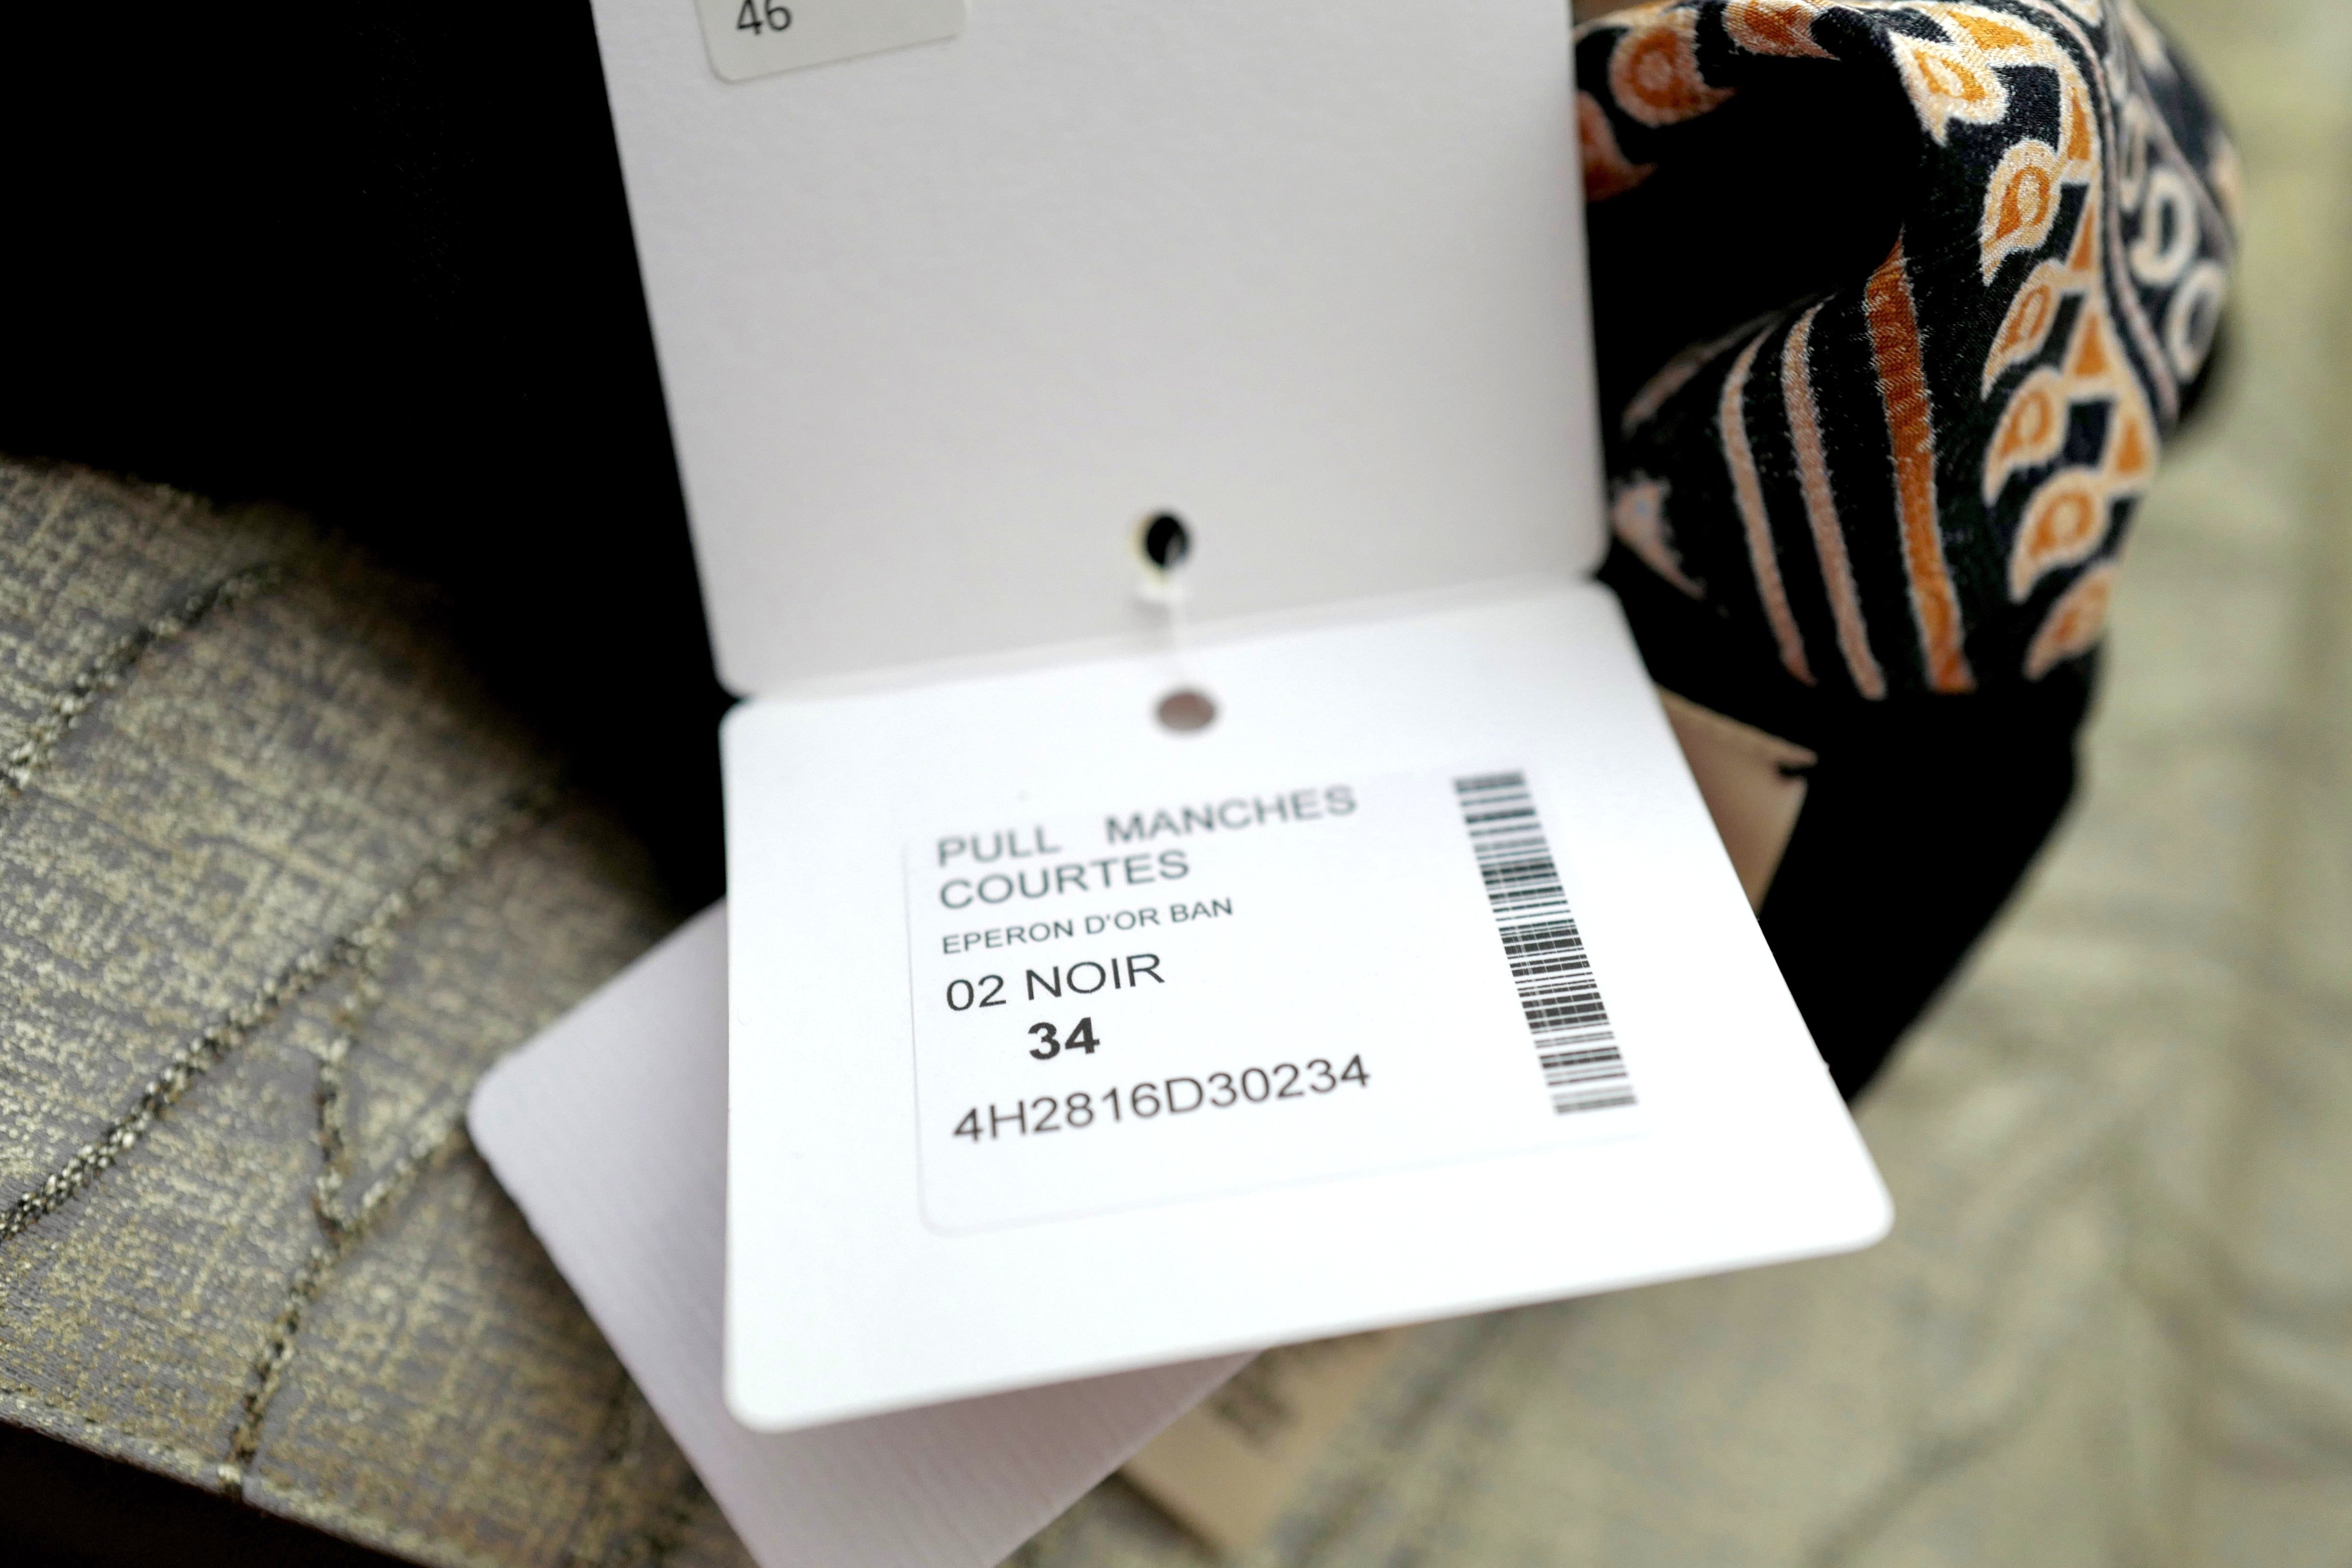 46
PULL MANCHES
COURTES
EPERON D'OR BAN
02 NOIR
34
4H2816D30234